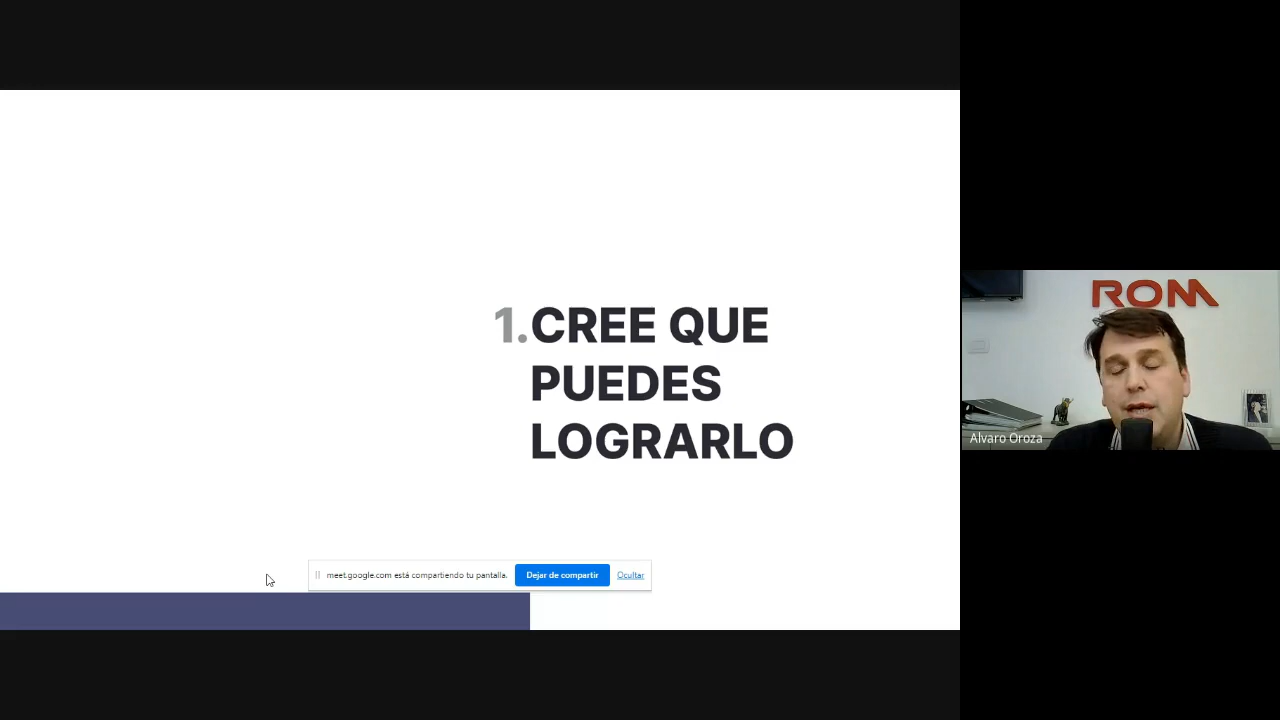 1.CREE QUE
PUEDES
LOGRARLO
meet.google.com está compartiendo tu pantalla.
Dejar de compartir
Ocultar
ROM
Alvaro Oroza